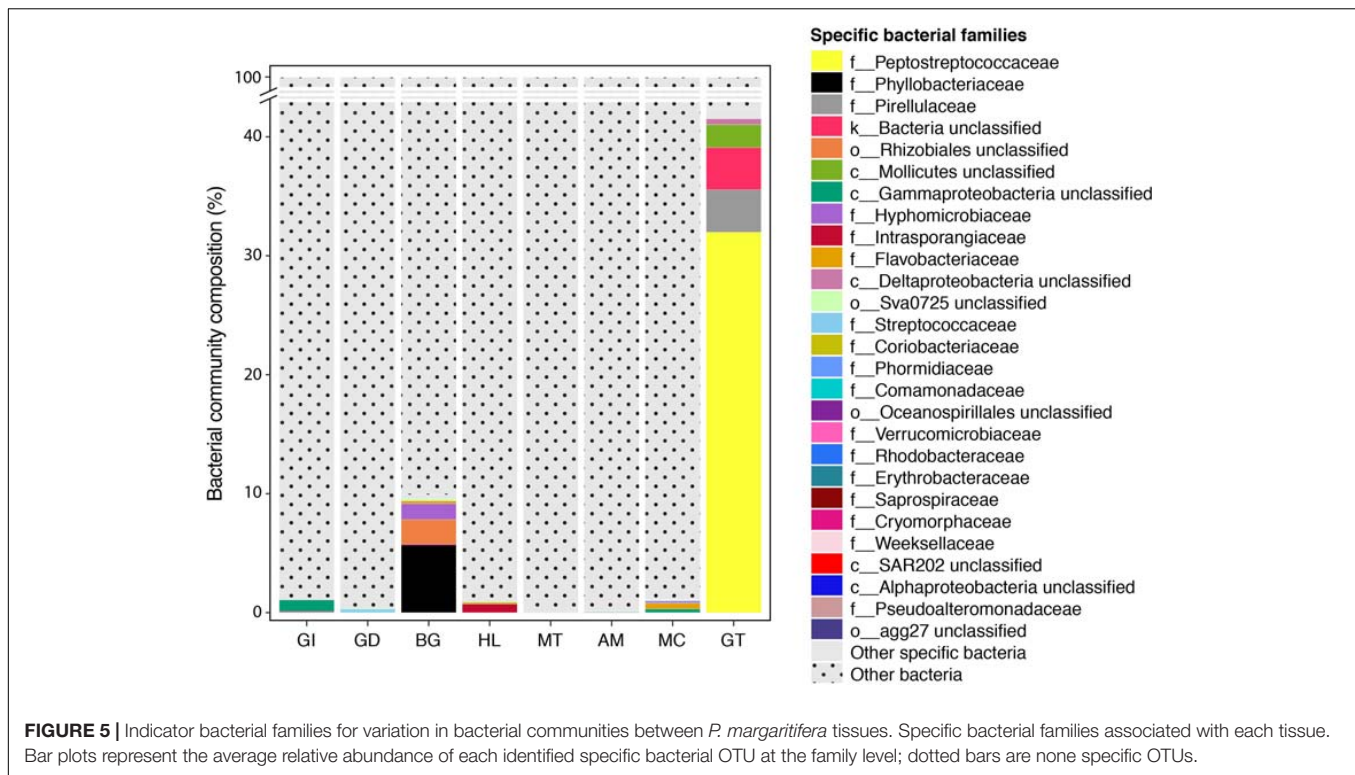 Specific bacterial families
100
40
30
20
10
0
Bacterial community composition (%)
GI GD BG HL MT AM MC GT
f__Peptostreptococcaceae
f__Phyllobacteriaceae
f__Pirellulaceae
k__Bacteria unclassified
o__Rhizobiales unclassified
c__Mollicutes unclassified
c__Gammaproteobacteria unclassified
f__Hyphomicrobiaceae
f__Intrasporangiaceae
f__Flavobacteriaceae
c__Deltaproteobacteria unclassified
o__Sva0725 unclassified
f__Streptococcaceae
f__Coriobacteriaceae
f__Phormidiaceae
f__Comamonadaceae
o__Oceanospirillales unclassified
f__Verrucomicrobiaceae
f__Rhodobacteraceae
f__Erythrobacteraceae
f__Saprospiraceae
f__Cryomorphaceae
f__Weeksellaceae
c__SAR202 unclassified
c__Alphaproteobacteria unclassified
f__Pseudoalteromonadaceae
o__agg27 unclassified
Other specific bacteria
Other bacteria
FIGURE 5 | Indicator bacterial families for variation in bacterial communities between P. margaritifera tissues. Specific bacterial families associated with each tissue.
Bar plots represent the average relative abundance of each identified specific bacterial OTU at the family level; dotted bars are none specific OTUs.